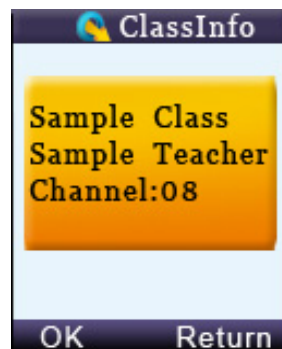 ClassInfo
Sample Class
Sample Teacher
Channel:08
OK Return